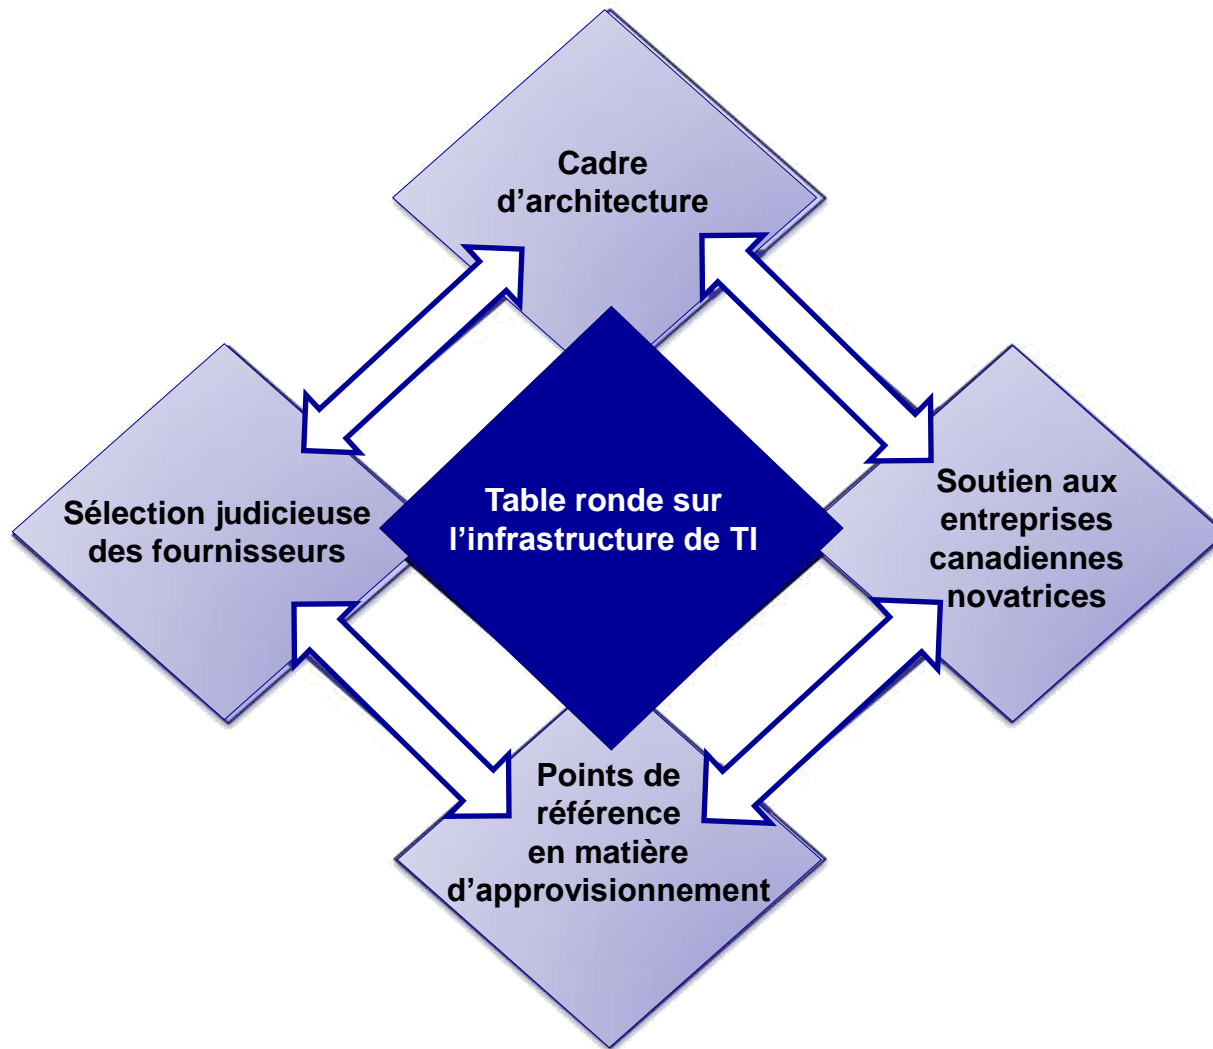 Cadre
d’architecture
Sélection judicieuse
des fournisseurs
Table ronde sur
l’infrastructure de TI
Soutien aux
entreprises
canadiennes
novatrices
Points de
référence
en matière
d’approvisionnement